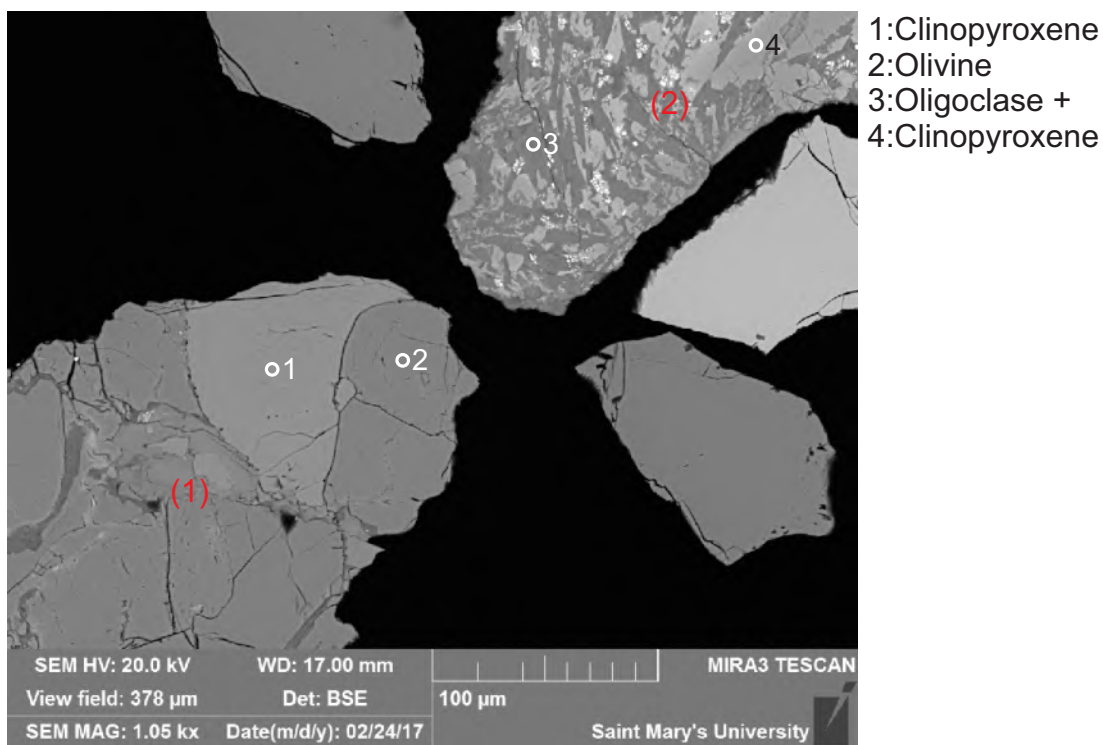 1:Clinopyroxene
2:Olivine
3:Oligoclase +
4:Clinopyroxene
4
(2)
3
1
2
(1)
SEM HV: 20.0 kV WD: 17.00 mm MIRA3 TESCAN
View field: 378 µm Det: BSE 100 µm
SEM MAG: 1.05 kx Date(m/d/y): 02/24/17 Saint Mary's University